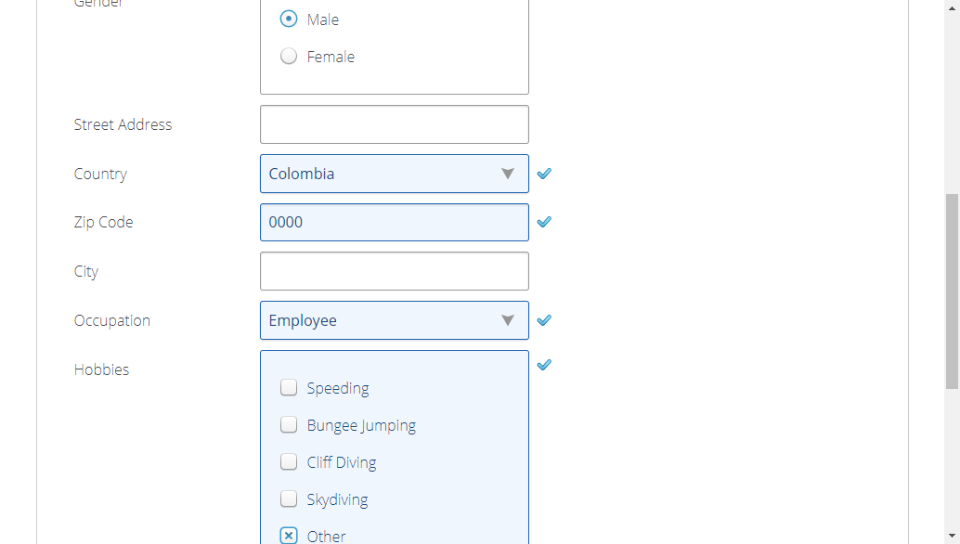 Gender
Male
Female
Street Address
Country
Colombia
Zip Code
0000
City
Occupation
Employee
Hobbies
Speeding
Bungee Jumping
Cliff Diving
Skydiving
Other